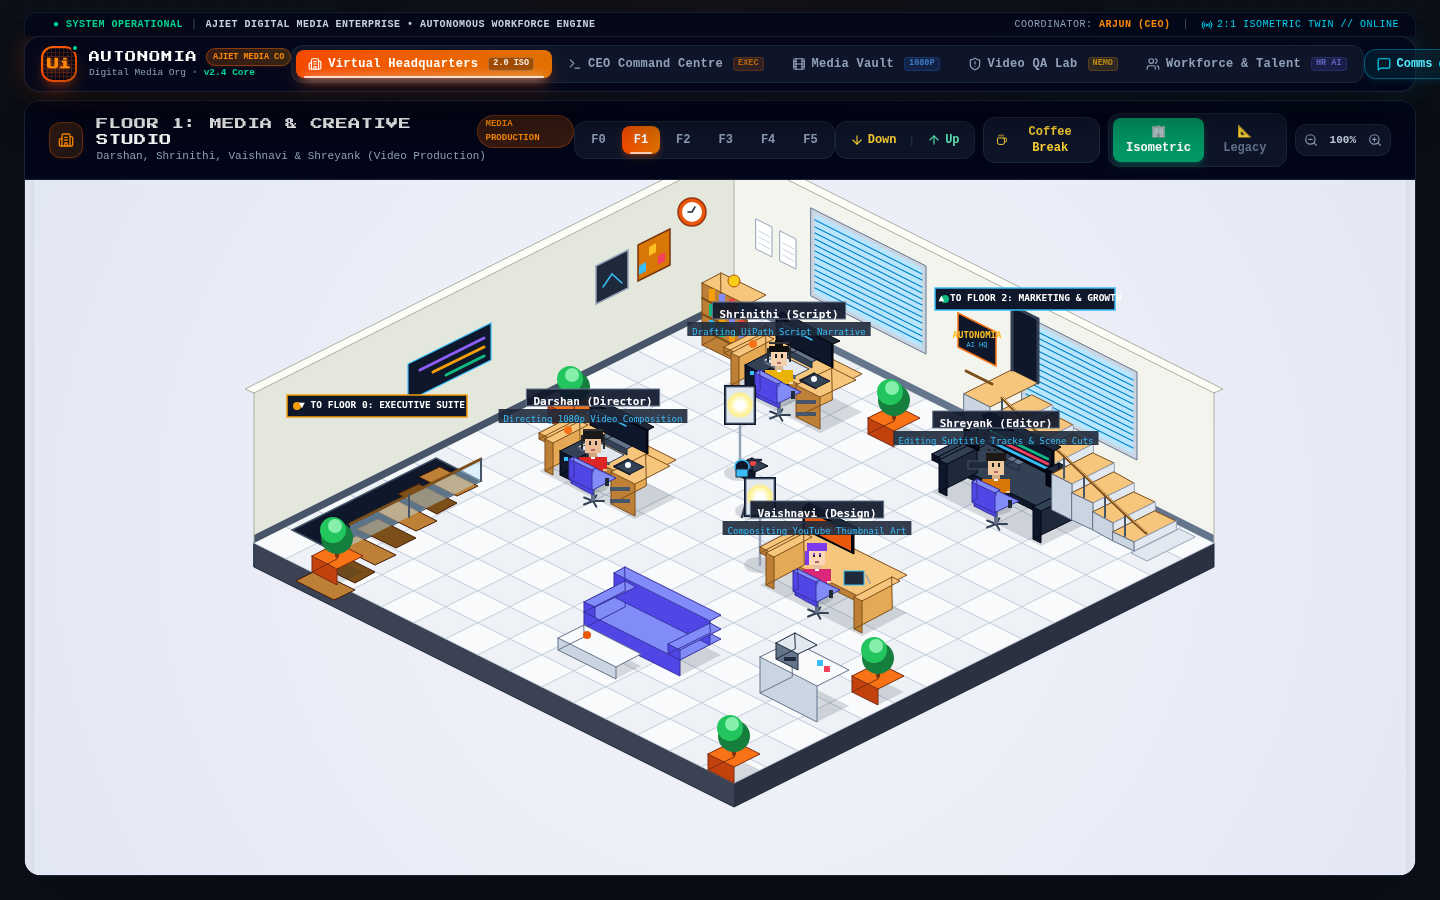 ● SYSTEM OPERATIONAL | AJIET DIGITAL MEDIA ENTERPRISE • AUTONOMOUS WORKFORCE ENGINE
COORDINATOR: ARJUN (CEO) | 2:1 ISOMETRIC TWIN // ONLINE
Ui AUTONOMIA AJIET MEDIA CO
Digital Media Org • v2.4 Core
Virtual Headquarters 2.0 ISO
CEO Command Centre EXEC
Media Vault 1080P
Video QA Lab NEMO
Workforce & Talent HR AI
Comms
FLOOR 1: MEDIA & CREATIVE STUDIO
MEDIA PRODUCTION
Darshan, Shrinithi, Vaishnavi & Shreyank (Video Production)
F0 F1 F2 F3 F4 F5
Down | Up
Coffee Break
Isometric
Legacy
100%
▲ TO FLOOR 2: MARKETING & GROWTH
Shrinithi (Script)
Drafting UiPath Script Narrative
AUTONOMIA
AI HQ
▼ TO FLOOR 0: EXECUTIVE SUITE
Darshan (Director)
Directing 1080p Video Composition
Shreyank (Editor)
Editing Subtitle Tracks & Scene Cuts
Vaishnavi (Design)
Compositing YouTube Thumbnail Art